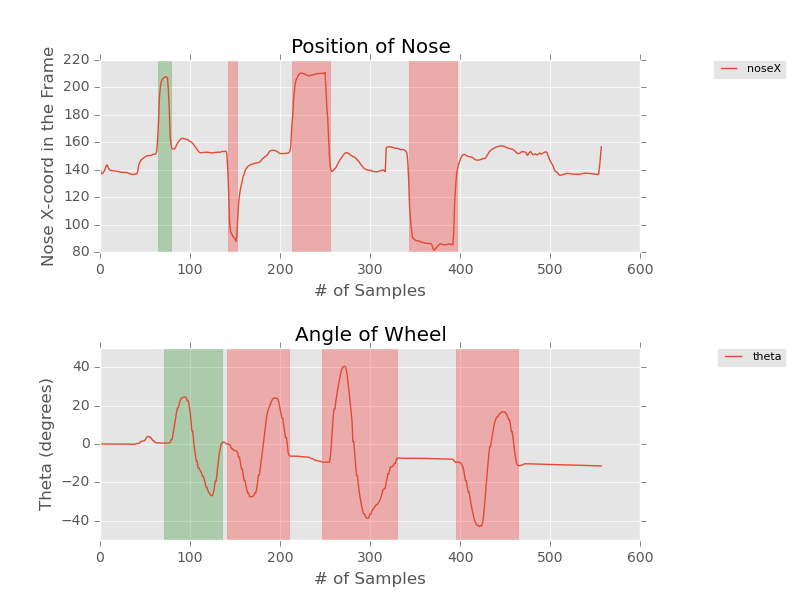 Position of Nose
Nose X-coord in the Frame
220
200
180
160
140
120
100
80
0 100 200 300 400 500 600
# of Samples
noseX
Angle of Wheel
Theta (degrees)
40
20
0
−20
−40
0 100 200 300 400 500 600
# of Samples
theta